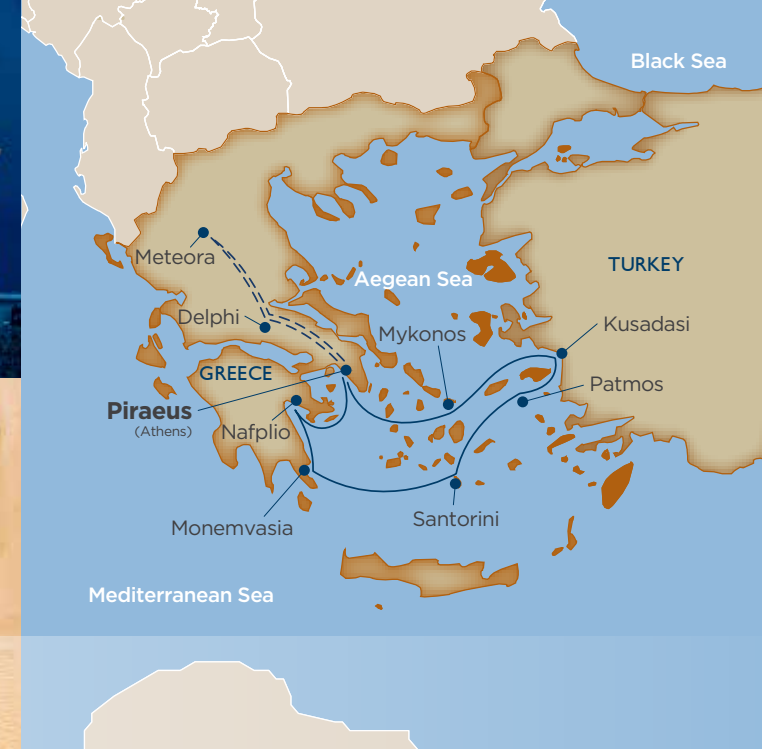 Black Sea
Meteora
TURKEY
Aegean Sea
Delphi
Mykonos
Kusadasi
GREECE
Patmos
Piraeus
(Athens)
Nafplio
Santorini
Monemvasia
Mediterranean Sea